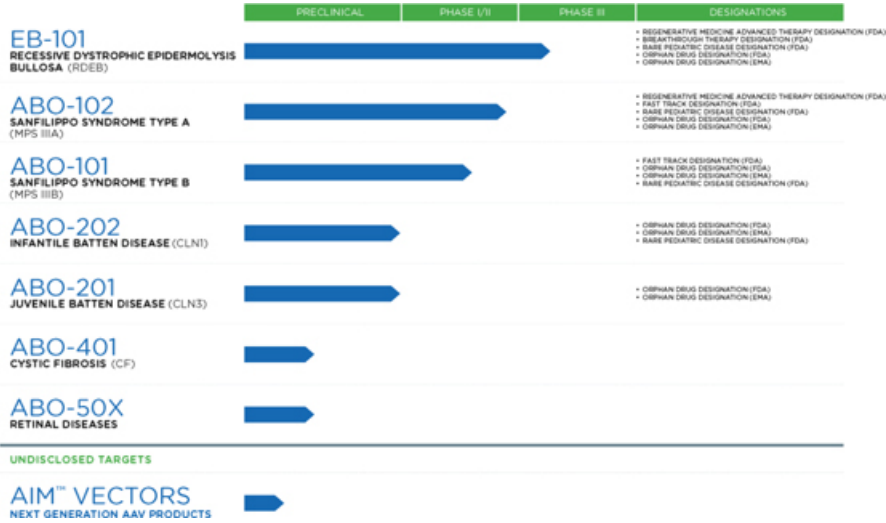 PRECLINICAL PHASE I/II PHASE III DESIGNATIONS
EB-101
RECESSIVE DYSTROPHIC EPIDERMOLYSIS
BULLOSA (RDEB)
• REGENERATIVE MEDICINE ADVANCED THERAPY DESIGNATION (FDA)
• BREAKTHROUGH THERAPY DESIGNATION (FDA)
• RARE PEDIATRIC DISEASE DESIGNATION (FDA)
• ORPHAN DRUG DESIGNATION (FDA)
• ORPHAN DRUG DESIGNATION (EMA)
ABO-102
SANFILIPPO SYNDROME TYPE A
(MPS IIIA)
• REGENERATIVE MEDICINE ADVANCED THERAPY DESIGNATION (FDA)
• FAST TRACK DESIGNATION (FDA)
• RARE PEDIATRIC DISEASE DESIGNATION (FDA)
• ORPHAN DRUG DESIGNATION (FDA)
• ORPHAN DRUG DESIGNATION (EMA)
ABO-101
SANFILIPPO SYNDROME TYPE B
(MPS IIIB)
• FAST TRACK DESIGNATION (FDA)
• ORPHAN DRUG DESIGNATION (FDA)
• ORPHAN DRUG DESIGNATION (EMA)
• RARE PEDIATRIC DISEASE DESIGNATION (FDA)
ABO-202
INFANTILE BATTEN DISEASE (CLN1)
• ORPHAN DRUG DESIGNATION (FDA)
• ORPHAN DRUG DESIGNATION (EMA)
• RARE PEDIATRIC DISEASE DESIGNATION (FDA)
ABO-201
JUVENILE BATTEN DISEASE (CLN3)
• ORPHAN DRUG DESIGNATION (FDA)
• ORPHAN DRUG DESIGNATION (EMA)
ABO-401
CYSTIC FIBROSIS (CF)
ABO-50X
RETINAL DISEASES
UNDISCLOSED TARGETS
AIM™ VECTORS
NEXT GENERATION AAV PRODUCTS